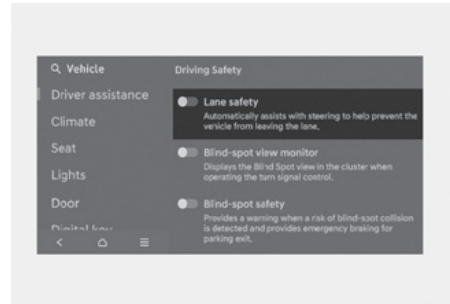 Vehicle
Driving Safety
Driver assistance
Climate
Seat
Lights
Door
Digital key
Lane safety
Automatically assists with steering to help prevent the
vehicle from leaving the lane.
Blind-spot view monitor
Displays the Blind Spot view in the cluster when
operating the turn signal control.
Blind-spot safety
Provides a warning when a risk of blind-spot collision
is detected and provides emergency braking for
parking exit.